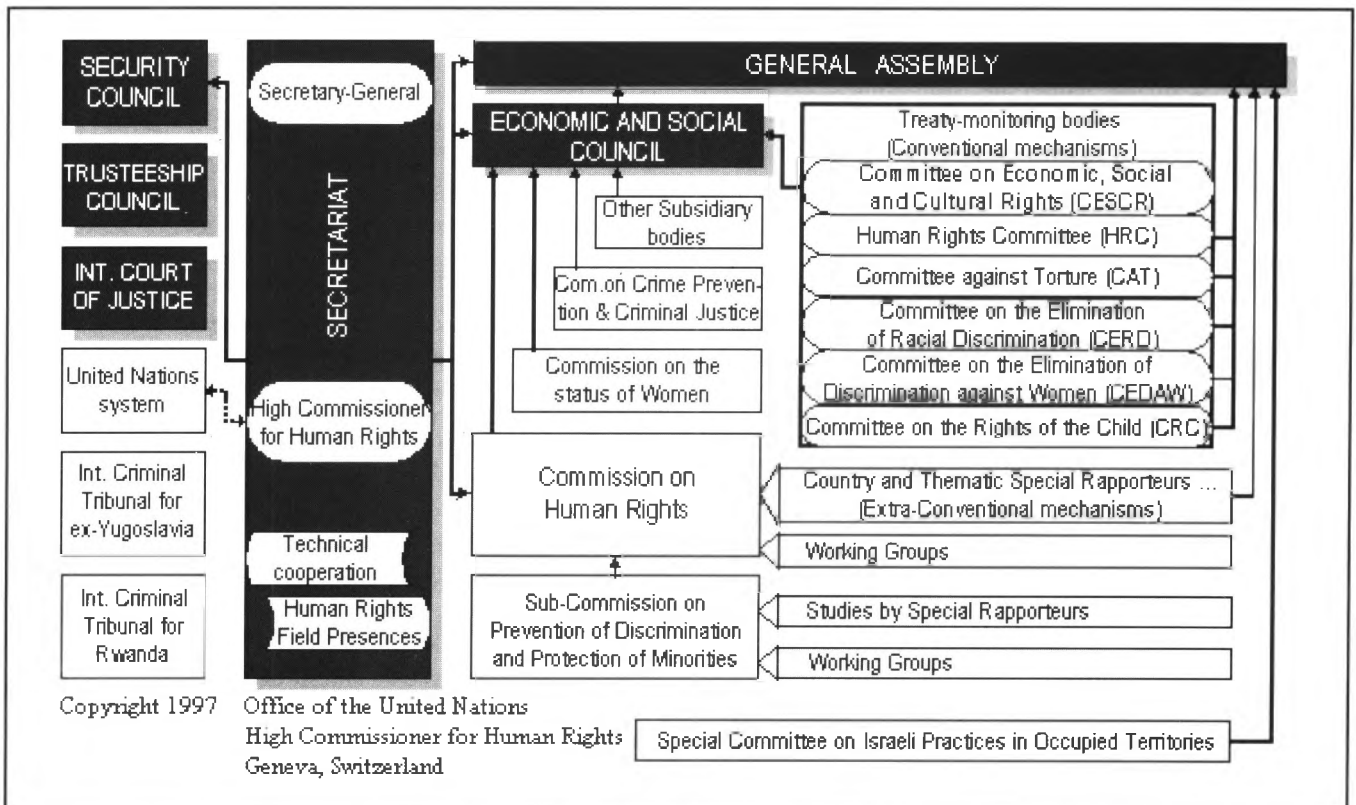 SECURITY
COUNCIL
TRUSTEESHIP
COUNCIL
INT. COURT
OF JUSTICE
United Nations
system
Int. Criminal
Tribunal for
ex-Yugoslavia
Int. Criminal
Tribunal for
Rwanda
Secretary-General
SECRETARIAT
High Commissioner
for Human Rights
Technical
cooperation
Human Rights
Field Presences
GENERAL ASSEMBLY
ECONOMIC AND SOCIAL
COUNCIL
Other Subsidiary
bodies
Com.on Crime Preven-
tion & Criminal Justice
Commission on the
status of Women
Commission on
Human Rights
Sub-Commission on
Prevention of Discrimination
and Protection of Minorities
Treaty-monitoring bodies
(Conventional mechanisms)
Committee on Economic, Social
and Cultural Rights (CESCR)
Human Rights Committee (HRC)
Committee against Torture (CAT)
Committee on the Elimination
of Racial Discrimination (CERD)
Committee on the Elimination of
Discrimination against Women (CEDAW)
Committee on the Rights of the Child (CRC)
Country and Thematic Special Rapporteurs ...
(Extra-Conventional mechanisms)
Working Groups
Studies by Special Rapporteurs
Working Groups
Special Committee on Israeli Practices in Occupied Territories
Copyright 1997 Office of the United Nations
High Commissioner for Human Rights
Geneva, Switzerland